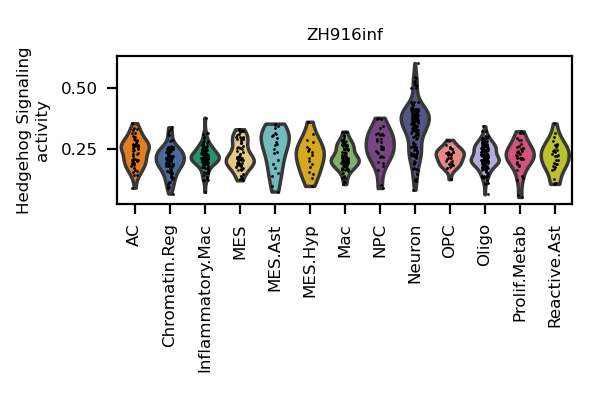 ZH916inf
Hedgehog Signaling
activity
0.50
0.25
AC
Chromatin.Reg
Inflammatory.Mac
MES
MES.Ast
MES.Hyp
Mac
NPC
Neuron
OPC
Oligo
Prolif.Metab
Reactive.Ast